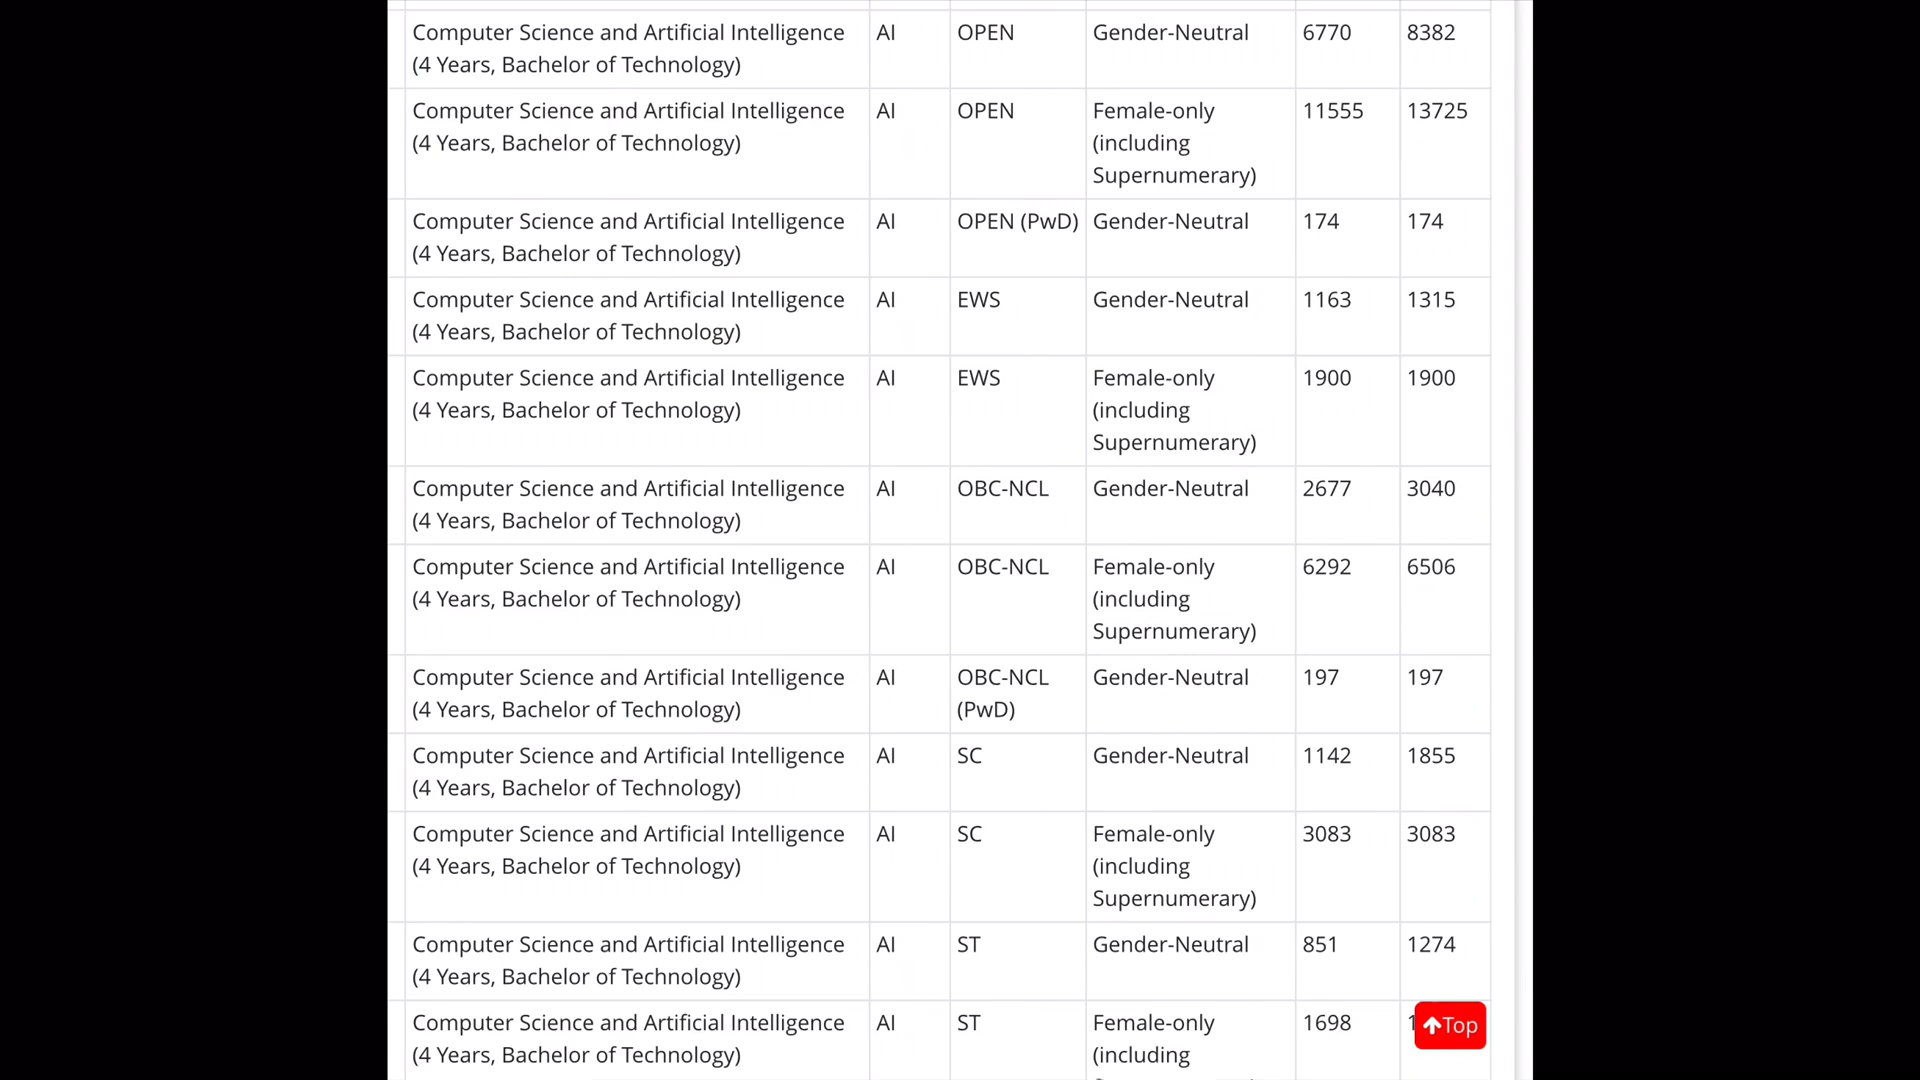 Computer Science and Artificial Intelligence AI OPEN Gender-Neutral 6770 8382
(4 Years, Bachelor of Technology)
Computer Science and Artificial Intelligence AI OPEN Female-only 11555 13725
(4 Years, Bachelor of Technology) (including
Supernumerary)
Computer Science and Artificial Intelligence AI OPEN (PwD) Gender-Neutral 174 174
(4 Years, Bachelor of Technology)
Computer Science and Artificial Intelligence AI EWS Gender-Neutral 1163 1315
(4 Years, Bachelor of Technology)
Computer Science and Artificial Intelligence AI EWS Female-only 1900 1900
(4 Years, Bachelor of Technology) (including
Supernumerary)
Computer Science and Artificial Intelligence AI OBC-NCL Gender-Neutral 2677 3040
(4 Years, Bachelor of Technology)
Computer Science and Artificial Intelligence AI OBC-NCL Female-only 6292 6506
(4 Years, Bachelor of Technology) (including
Supernumerary)
Computer Science and Artificial Intelligence AI OBC-NCL Gender-Neutral 197 197
(4 Years, Bachelor of Technology) (PwD)
Computer Science and Artificial Intelligence AI SC Gender-Neutral 1142 1855
(4 Years, Bachelor of Technology)
Computer Science and Artificial Intelligence AI SC Female-only 3083 3083
(4 Years, Bachelor of Technology) (including
Supernumerary)
Computer Science and Artificial Intelligence AI ST Gender-Neutral 851 1274
(4 Years, Bachelor of Technology)
Computer Science and Artificial Intelligence AI ST Female-only 1698 Top
(4 Years, Bachelor of Technology) (including